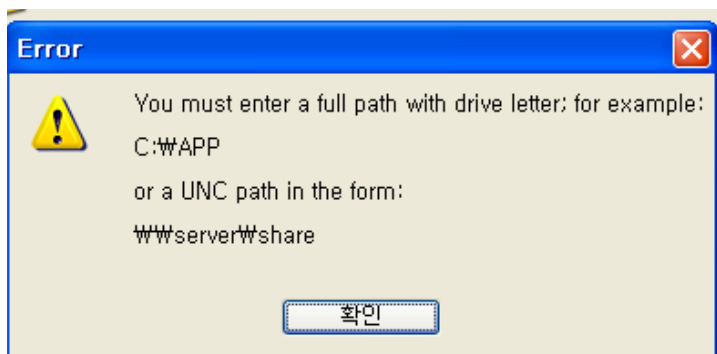 Error
You must enter a full path with drive letter; for example:
C:₩APP
or a UNC path in the form:
₩₩server₩share
확인